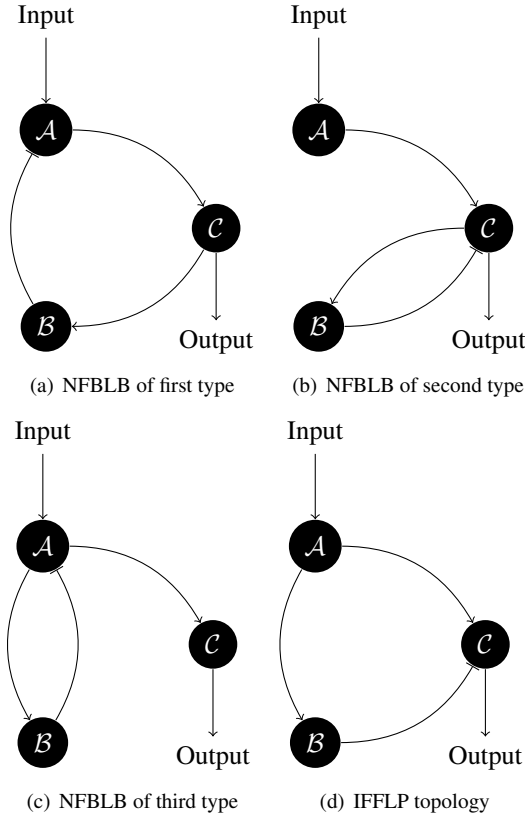 Input
Input
𝒜
𝒜
𝒞
𝒞
ℬ
ℬ
Output
Output
(a) NFBLB of first type
(b) NFBLB of second type
Input
Input
𝒜
𝒜
𝒞
𝒞
ℬ
ℬ
Output
Output
(c) NFBLB of third type
(d) IFFLP topology